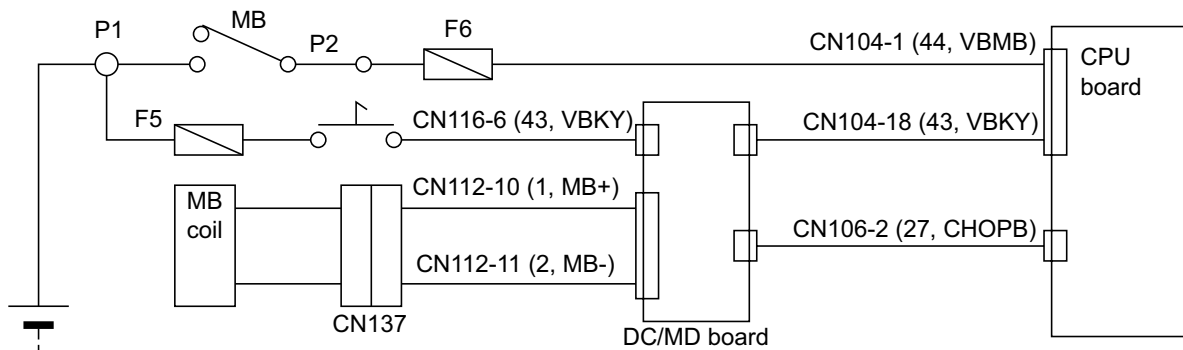 P1
MB
P2
F6
CN104-1 (44, VBMB)
CPU
board
F5
CN116-6 (43, VBKY)
CN104-18 (43, VBKY)
MB
coil
CN112-10 (1, MB+)
CN106-2 (27, CHOPB)
CN112-11 (2, MB-)
CN137
DC/MD board